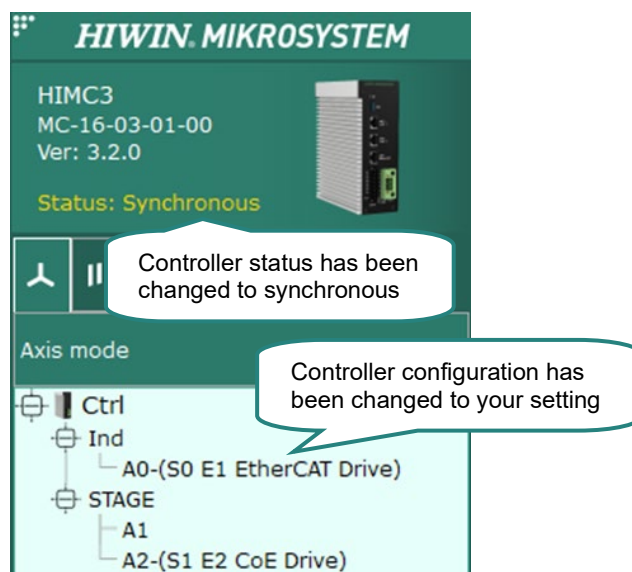 HIWIN. MIKROSYSTEM
HIMC3
MC-16-03-01-00
Ver: 3.2.0
Status: Synchronous
Controller status has been
changed to synchronous
Axis mode
Controller configuration has
been changed to your setting
Ctrl
Ind
A0-(S0 E1 EtherCAT Drive)
STAGE
A1
A2-(S1 E2 CoE Drive)